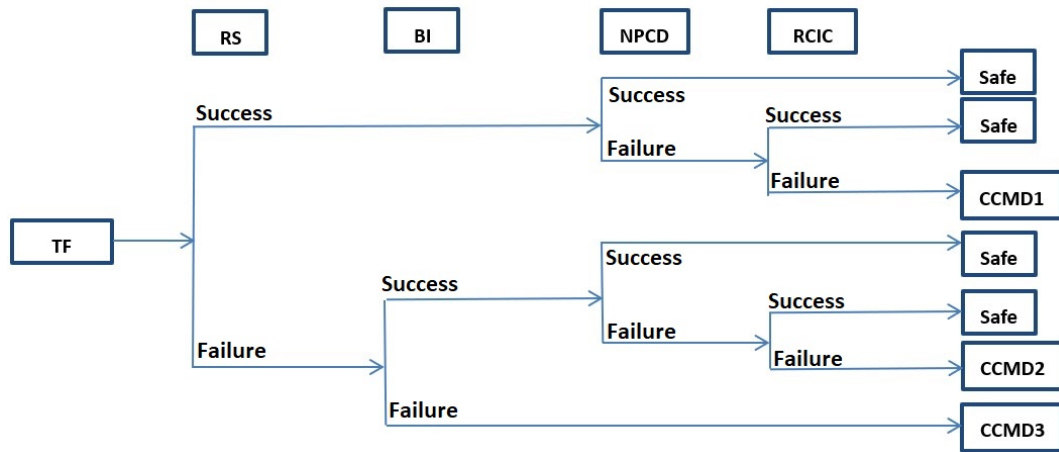 RS BI NPCD RCIC
Safe
Success
Success Success Safe
Failure
Failure CCMD1
TF
Success Safe
Success
Success Safe
Failure
Failure Failure CCMD2
Failure CCMD3